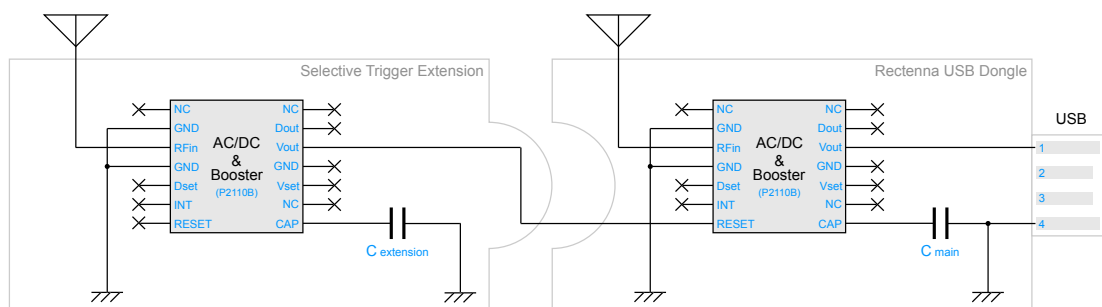 Selective Trigger Extension
NC
GND
RFin
GND
Dset
INT
RESET
AC/DC
&
Booster
(P2110B)
NC
Dout
Vout
GND
Vset
NC
CAP
C extension
Rectenna USB Dongle
NC
GND
RFin
GND
Dset
INT
RESET
AC/DC
&
Booster
(P2110B)
NC
Dout
Vout
GND
Vset
NC
CAP
C main
USB
1
2
3
4